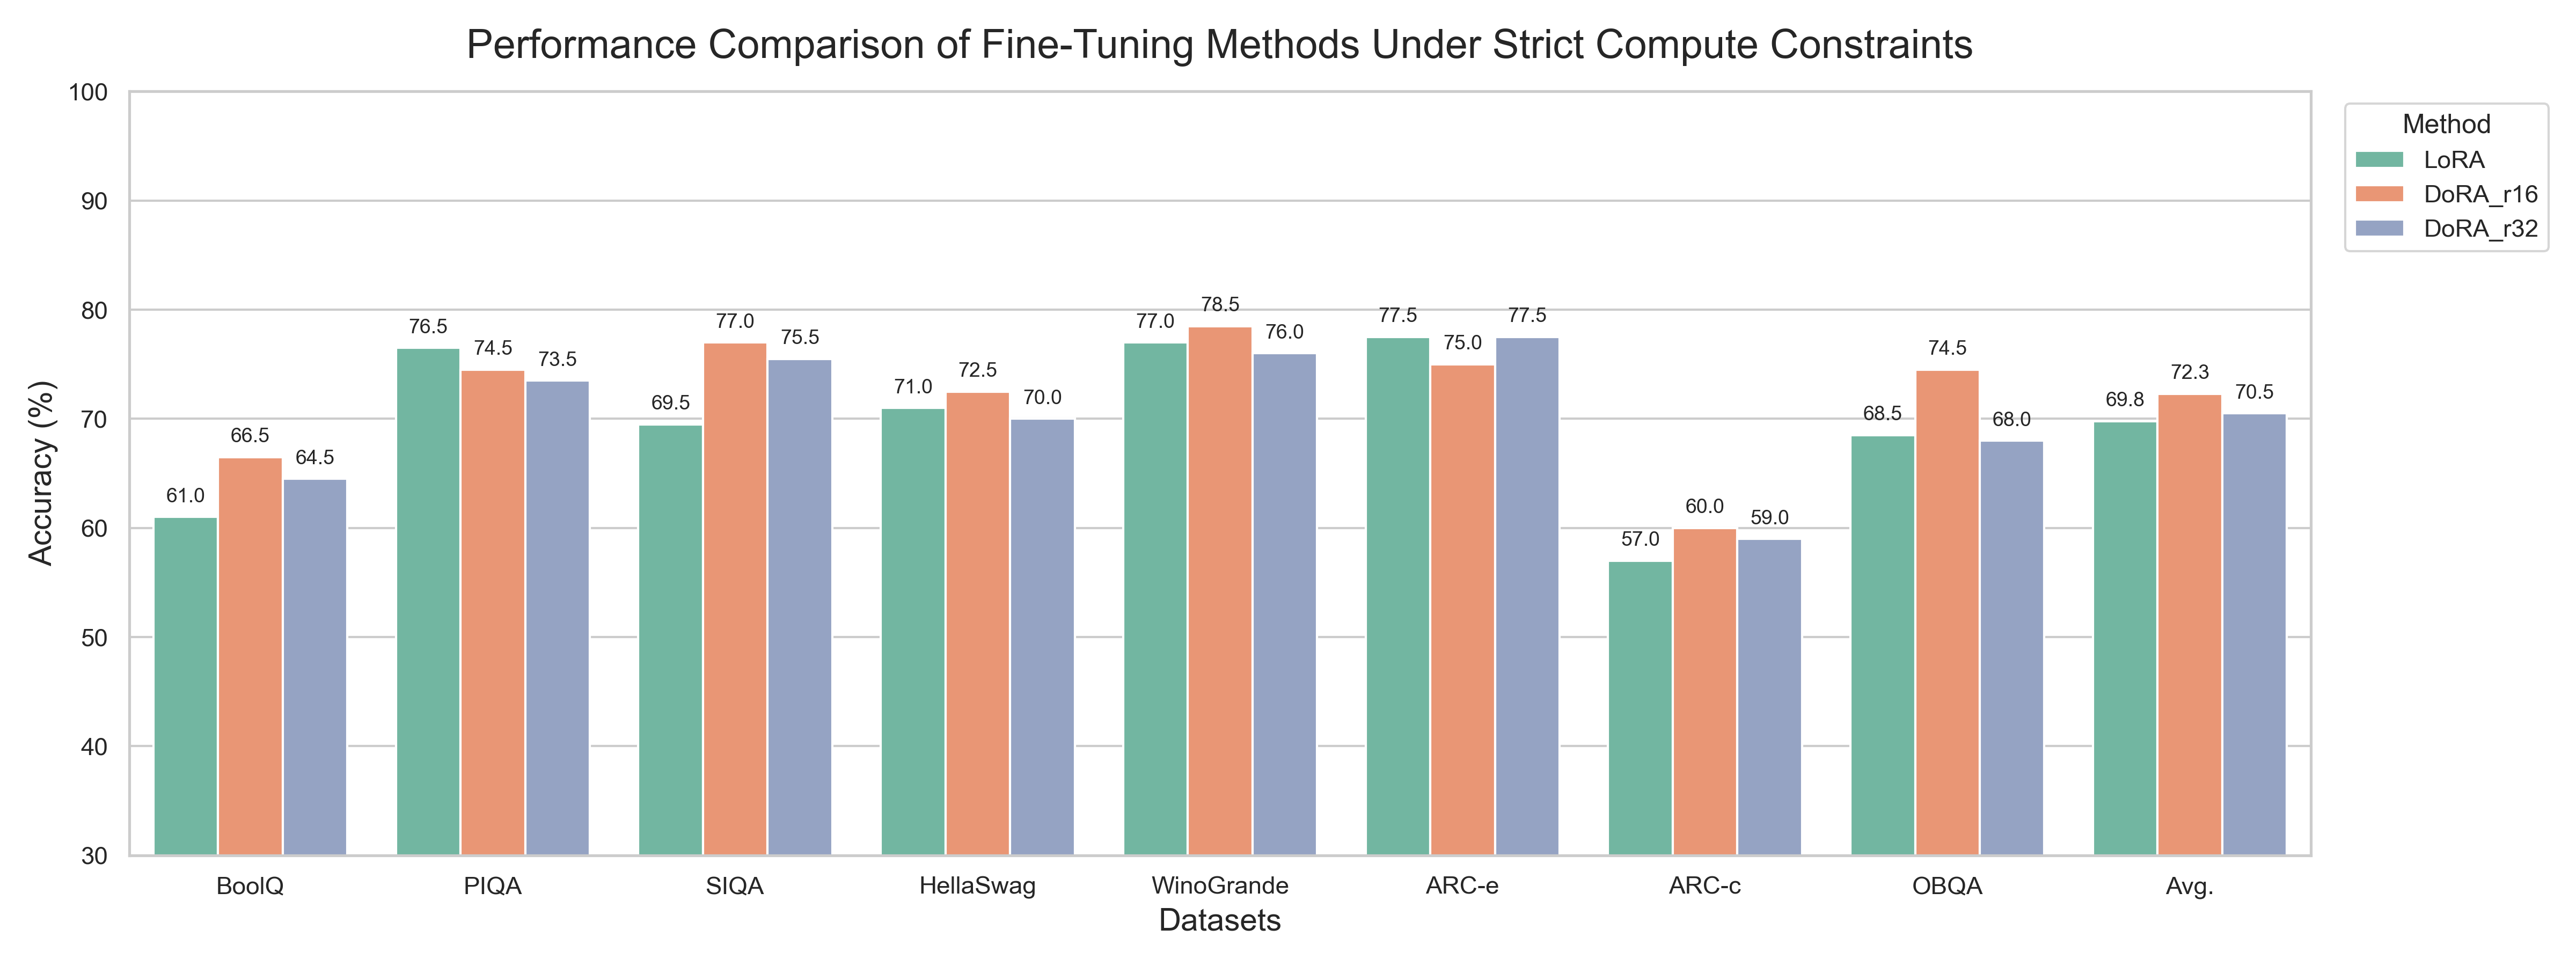 Performance Comparison of Fine-Tuning Methods Under Strict Compute Constraints
Method
LoRA
DoRA_r16
DoRA_r32
Accuracy (%)
100
90
80
70
60
50
40
30
61.0 66.5 64.5
76.5 74.5 73.5
69.5 77.0 75.5
71.0 72.5 70.0
77.0 78.5 76.0
77.5 75.0 77.5
57.0 60.0 59.0
68.5 74.5 68.0
69.8 72.3 70.5
BoolQ PIQA SIQA HellaSwag WinoGrande ARC-e ARC-c OBQA Avg.
Datasets